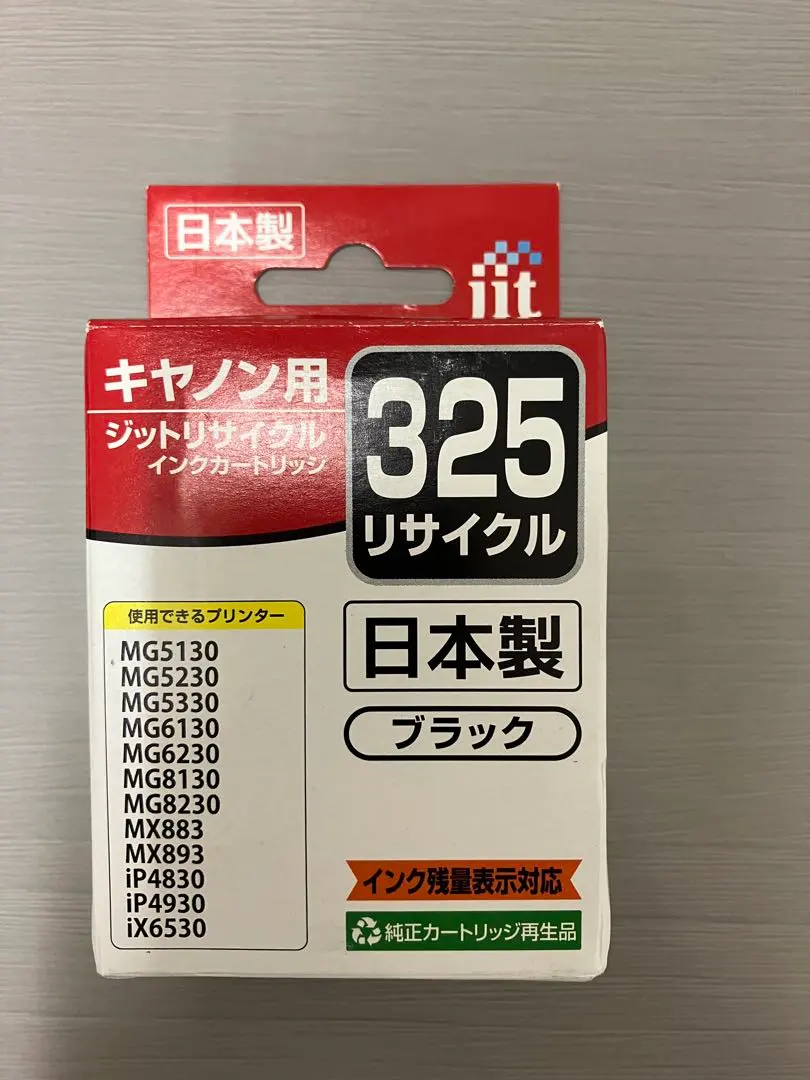 日本製
jit
キヤノン用
ジットリサイクル
インクカートリッジ
325
リサイクル
使用できるプリンター
MG5130
MG5230
MG5330
MG6130
MG6230
MG8130
MG8230
MX883
MX893
iP4830
iP4930
iX6530
日本製
ブラック
インク残量表示対応
純正カートリッジ再生品